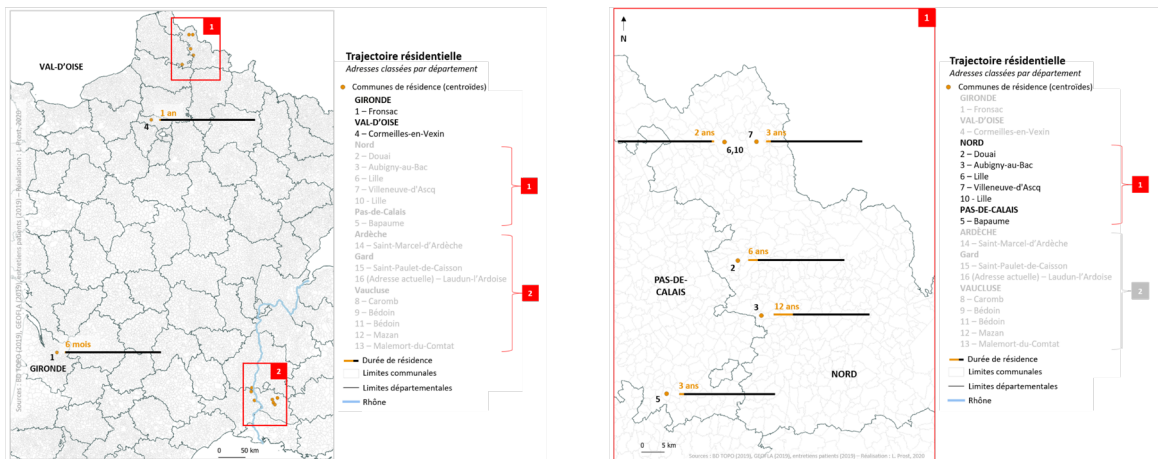 1
VAL-D'OISE
1 an
4
6 mois
1
GIRONDE
2
0 50 km
Sources : BD TOPO (2019), GEOFLA (2019), entretiens patients (2019) – Réalisation : L. Prost, 2020
Trajectoire résidentielle
Adresses classées par département
Communes de résidence (centroïdes)
GIRONDE
1 – Fronsac
VAL-D'OISE
4 – Cormeilles-en-Vexin
Nord
2 – Douai
3 – Aubigny-au-Bac
6 – Lille
7 – Villeneuve-d'Ascq
10 - Lille
Pas-de-Calais
5 – Bapaume
1
Ardèche
14 – Saint-Marcel-d'Ardèche
Gard
15 – Saint-Paulet-de-Caisson
16 (Adresse actuelle) – Laudun-l'Ardoise
Vaucluse
8 – Caromb
9 – Bédoin
11 – Bédoin
12 – Mazan
13 – Malemort-du-Comtat
2
Durée de résidence
Limites communales
Limites départementales
Rhône
1
N
2 ans
7
3 ans
6,10
6 ans
2
PAS-DE-
CALAIS
3
12 ans
NORD
3 ans
5
0 5 km
Sources : BD TOPO (2019), GEOFLA (2019), entretiens patients (2019) – Réalisation : L. Prost, 2020
Trajectoire résidentielle
Adresses classées par département
Communes de résidence (centroïdes)
GIRONDE
1 – Fronsac
VAL-D'OISE
4 – Cormeilles-en-Vexin
NORD
2 – Douai
3 – Aubigny-au-Bac
6 – Lille
7 – Villeneuve-d'Ascq
10 - Lille
PAS-DE-CALAIS
5 – Bapaume
1
ARDÈCHE
14 – Saint-Marcel-d'Ardèche
Gard
15 – Saint-Paulet-de-Caisson
16 (Adresse actuelle) – Laudun-l'Ardoise
VAUCLUSE
8 – Caromb
9 – Bédoin
11 – Bédoin
12 – Mazan
13 – Malemort-du-Comtat
2
Durée de résidence
Limites communales
Limites départementales
Rhône